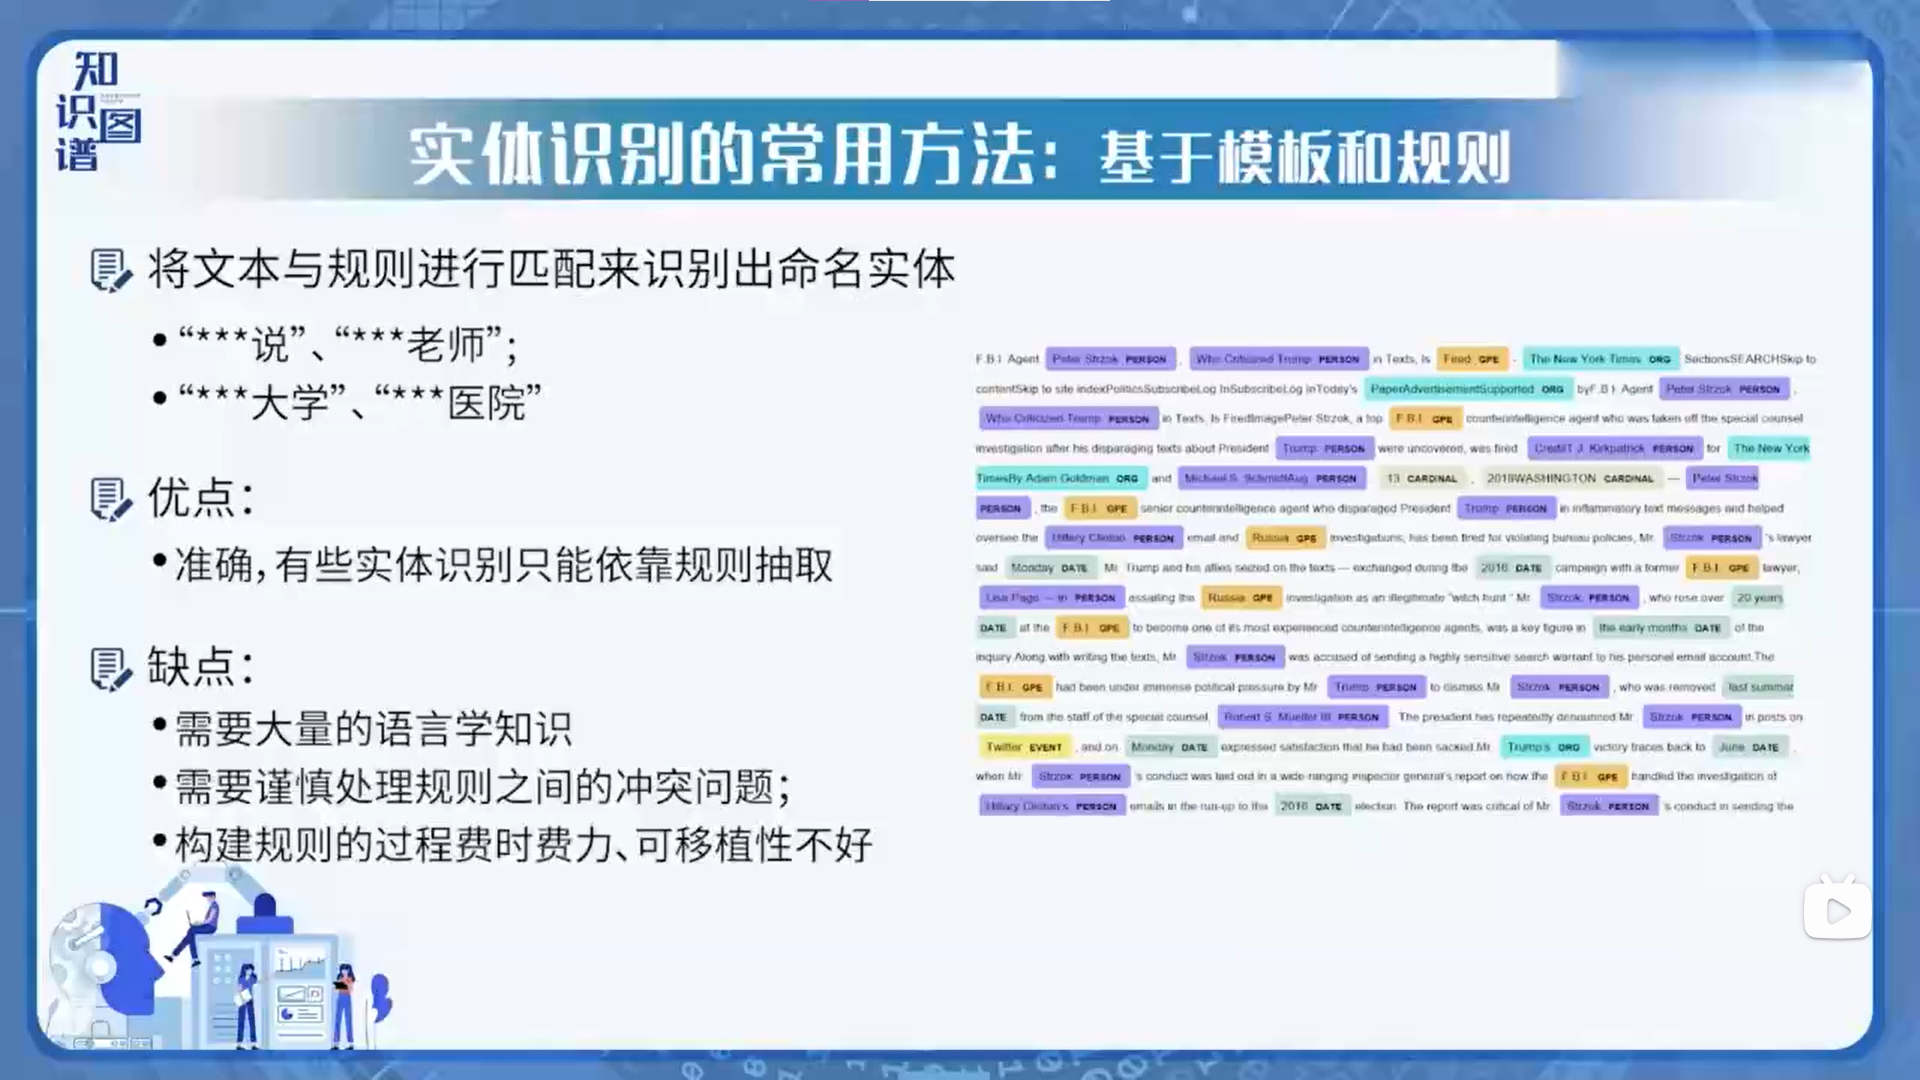 知识图谱
实体识别的常用方法：基于模板和规则
将文本与规则进行匹配来识别出命名实体
•“***说”、“***老师”；
•“***大学”、“***医院”
优点：
•准确，有些实体识别只能依靠规则抽取
缺点：
•需要大量的语言学知识
•需要谨慎处理规则之间的冲突问题；
•构建规则的过程费时费力、可移植性不好
F.B.I. Agent Peter Strzok PERSON , Who Criticized Trump PERSON in Texts, Is Fired GPE - The New York Times ORG SectionsSEARCHSkip to
contentSkip to site indexPoliticsSubscribeLog InSubscribeLog InToday's PaperAdvertisementSupported ORG byF.B.I. Agent Peter Strzok PERSON ,
Who Criticized Trump PERSON in Texts, Is FiredImagePeter Strzok, a top F.B.I. GPE counterintelligence agent who was taken off the special counsel
investigation after his disparaging texts about President Trump PERSON were uncovered, was fired. CreditT.J. Kirkpatrick PERSON for The New York
TimesBy Adam Goldman ORG and Michael S. SchmidtAug PERSON . 13 CARDINAL , 2018WASHINGTON CARDINAL — Peter Strzok
PERSON , the F.B.I. GPE senior counterintelligence agent who disparaged President Trump PERSON in inflammatory text messages and helped
oversee the Hillary Clinton PERSON email and Russia GPE investigations, has been fired for violating bureau policies, Mr. Strzok PERSON 's lawyer
said Monday DATE . Mr. Trump and his allies seized on the texts — exchanged during the 2016 DATE campaign with a former F.B.I. GPE lawyer,
Lisa Page — in PERSON assailing the Russia GPE investigation as an illegitimate "witch hunt." Mr. Strzok PERSON , who rose over 20 years
DATE at the F.B.I. GPE to become one of its most experienced counterintelligence agents, was a key figure in the early months DATE of the
inquiry.Along with writing the texts, Mr. Strzok PERSON was accused of sending a highly sensitive search warrant to his personal email account.The
F.B.I. GPE had been under immense political pressure by Mr. Trump PERSON to dismiss Mr. Strzok PERSON , who was removed last summer
DATE from the staff of the special counsel, Robert S. Mueller III PERSON . The president has repeatedly denounced Mr. Strzok PERSON in posts on
Twitter EVENT , and on Monday DATE expressed satisfaction that he had been sacked.Mr. Trump's ORG victory traces back to June DATE ,
when Mr. Strzok PERSON 's conduct was laid out in a wide-ranging inspector general's report on how the F.B.I. GPE handled the investigation of
Hillary Clinton's PERSON emails in the run-up to the 2016 DATE election. The report was critical of Mr. Strzok PERSON 's conduct in sending the